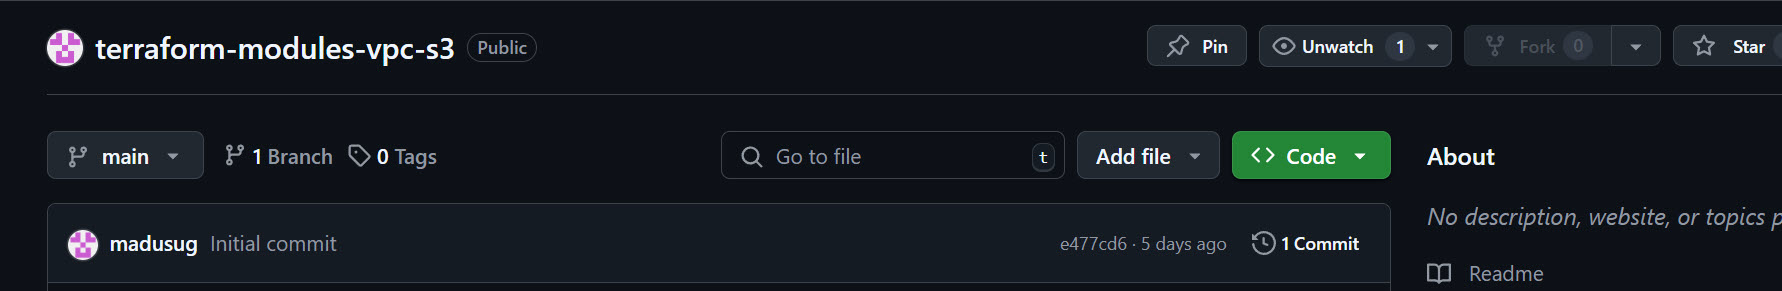 terraform-modules-vpc-s3 Public Pin Unwatch 1 Fork 0 Star
main 1 Branch 0 Tags Go to file t Add file Code About
No description, website, or topics p
madusug Initial commit e477cd6 · 5 days ago 1 Commit
Readme